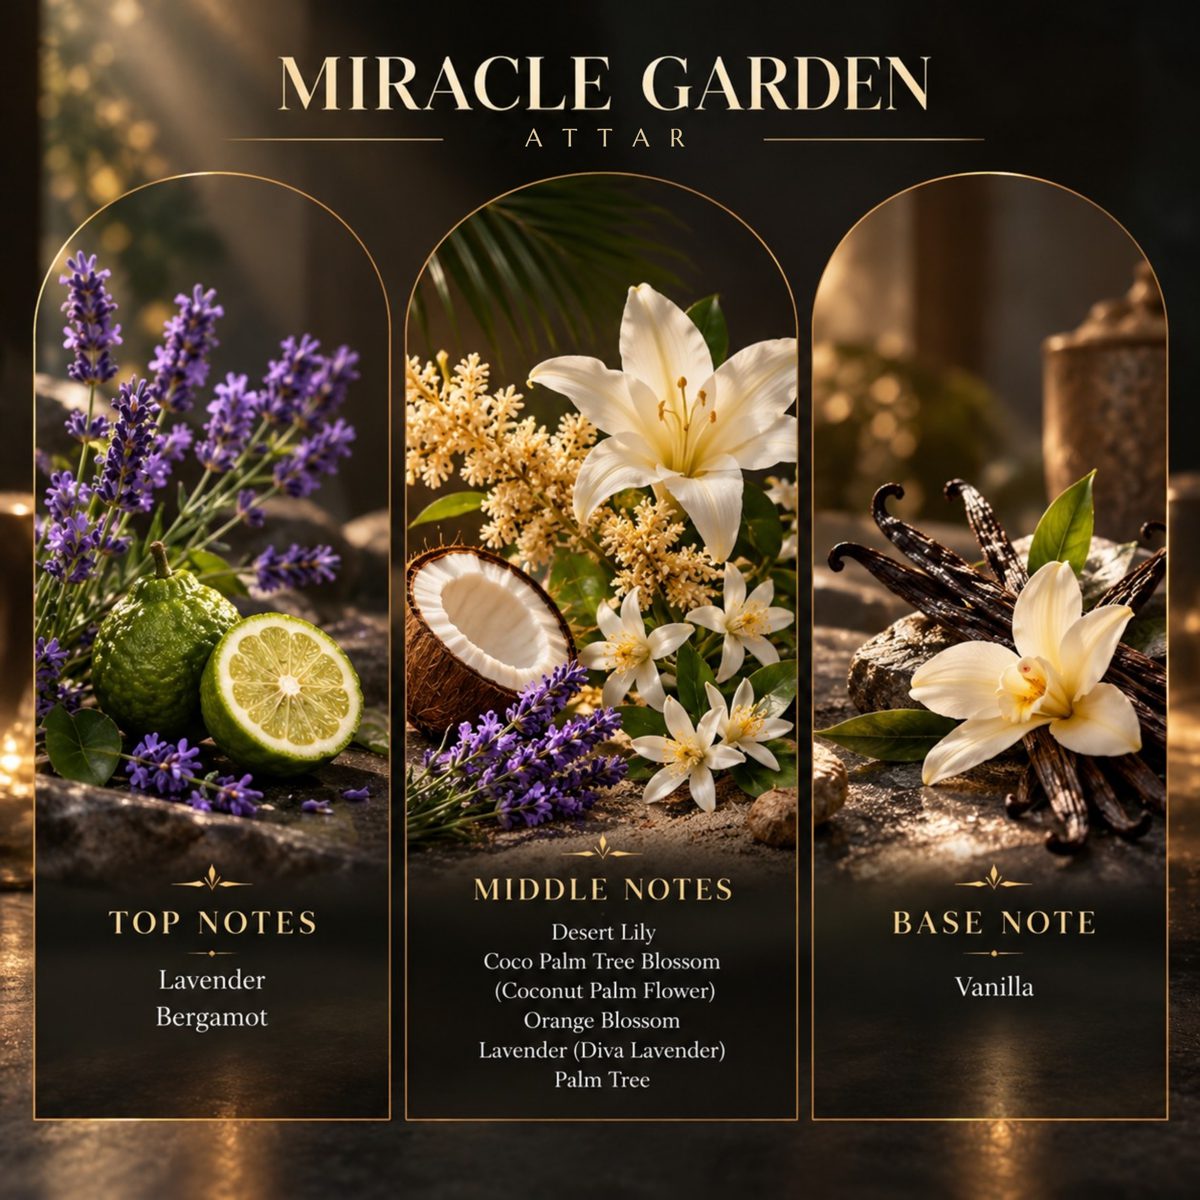 MIRACLE GARDEN
ATTAR
TOP NOTES
Lavender
Bergamot
MIDDLE NOTES
Desert Lily
Coco Palm Tree Blossom
(Coconut Palm Flower)
Orange Blossom
Lavender (Diva Lavender)
Palm Tree
BASE NOTE
Vanilla